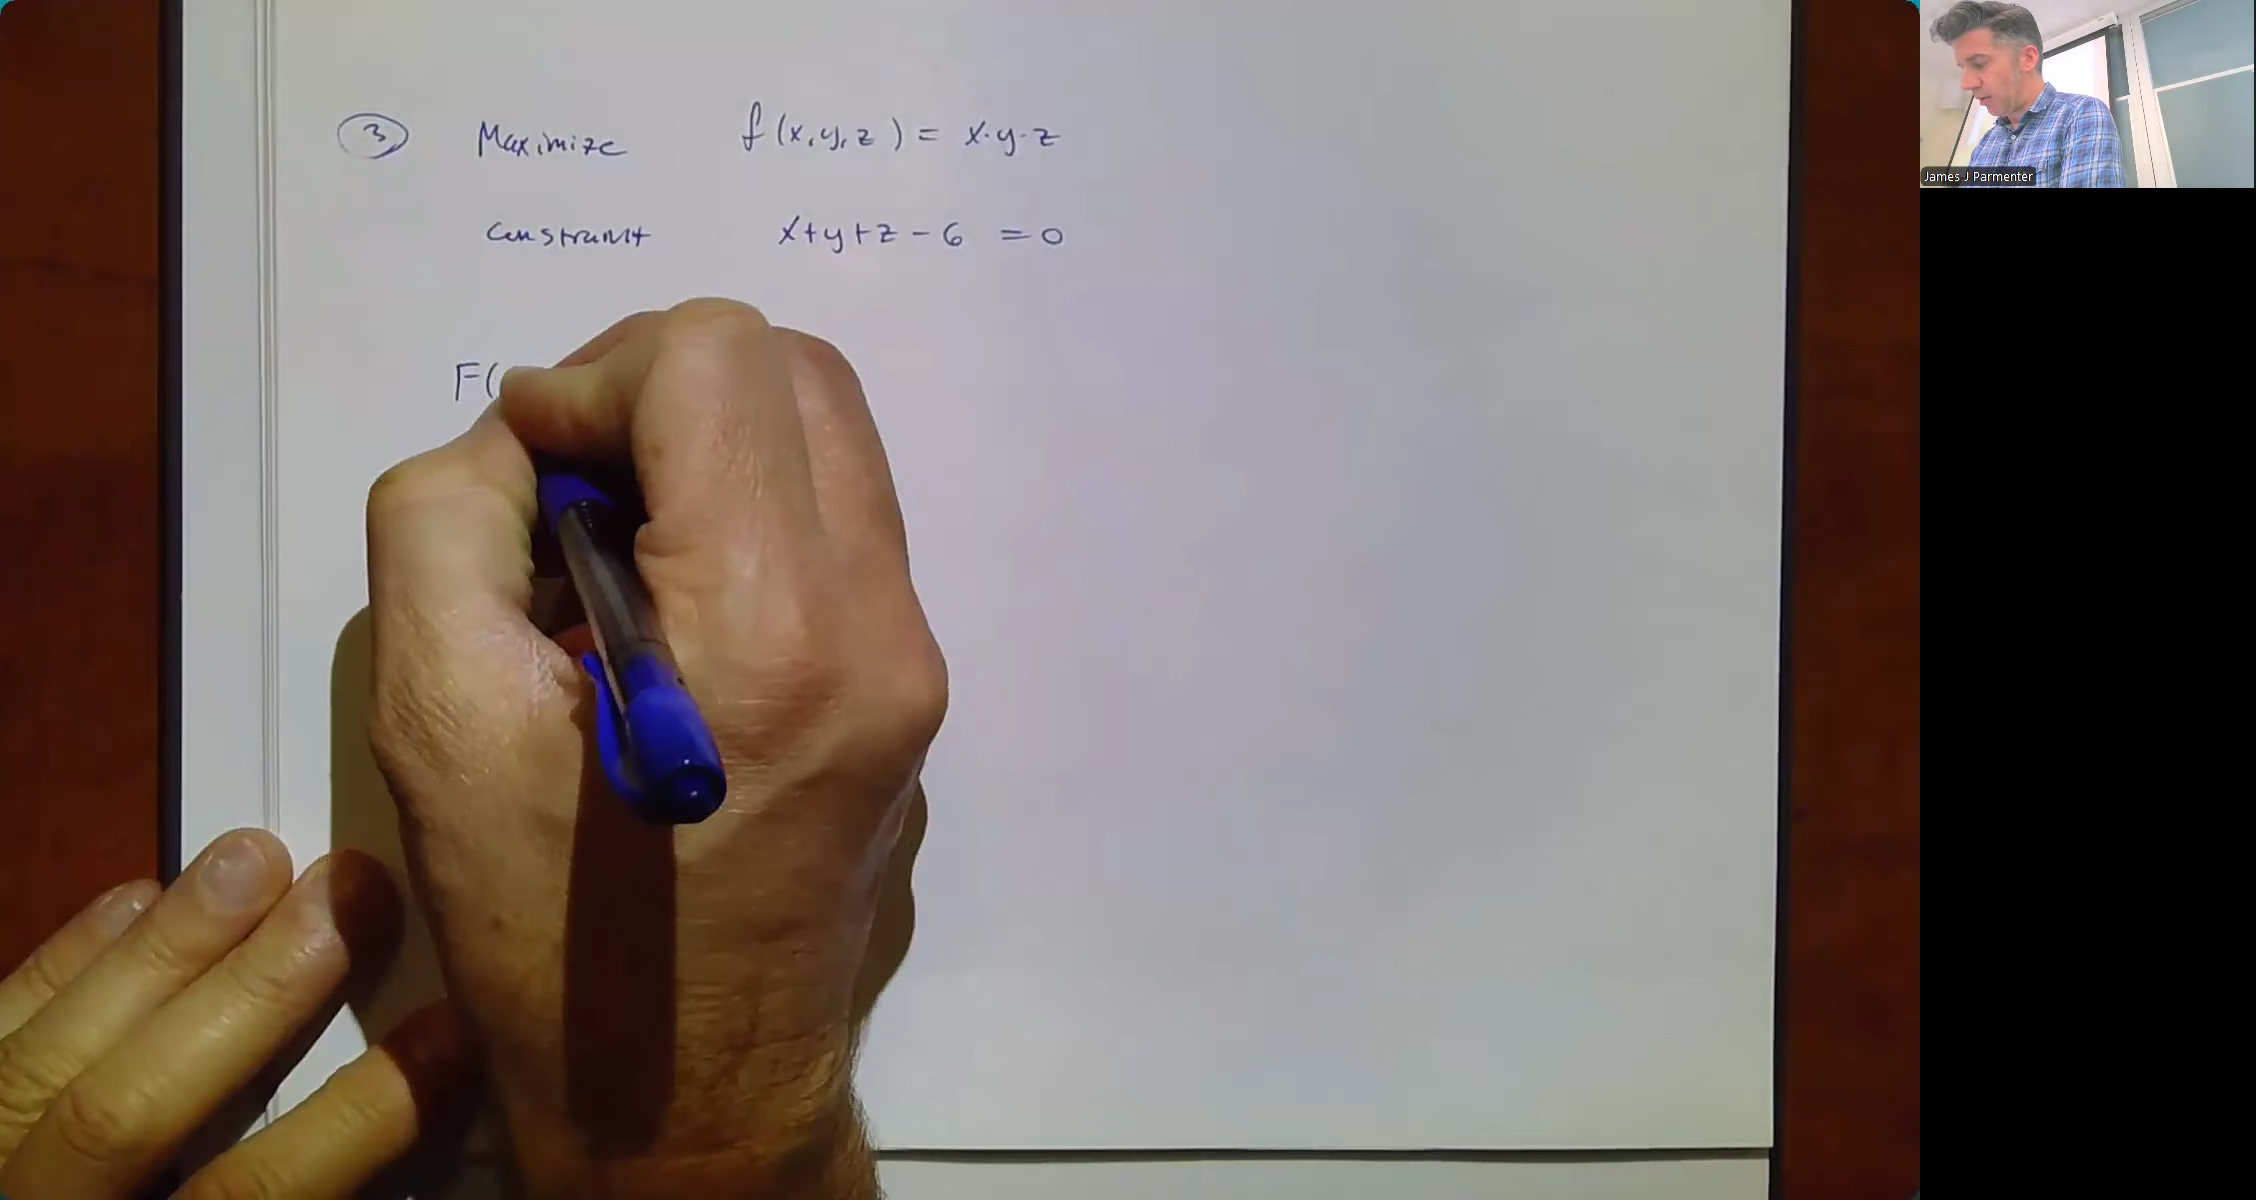 3 Maximize f(x,y,z) = x·y·z
Constraint x+y+z-6 =0
F(
James J Parmenter